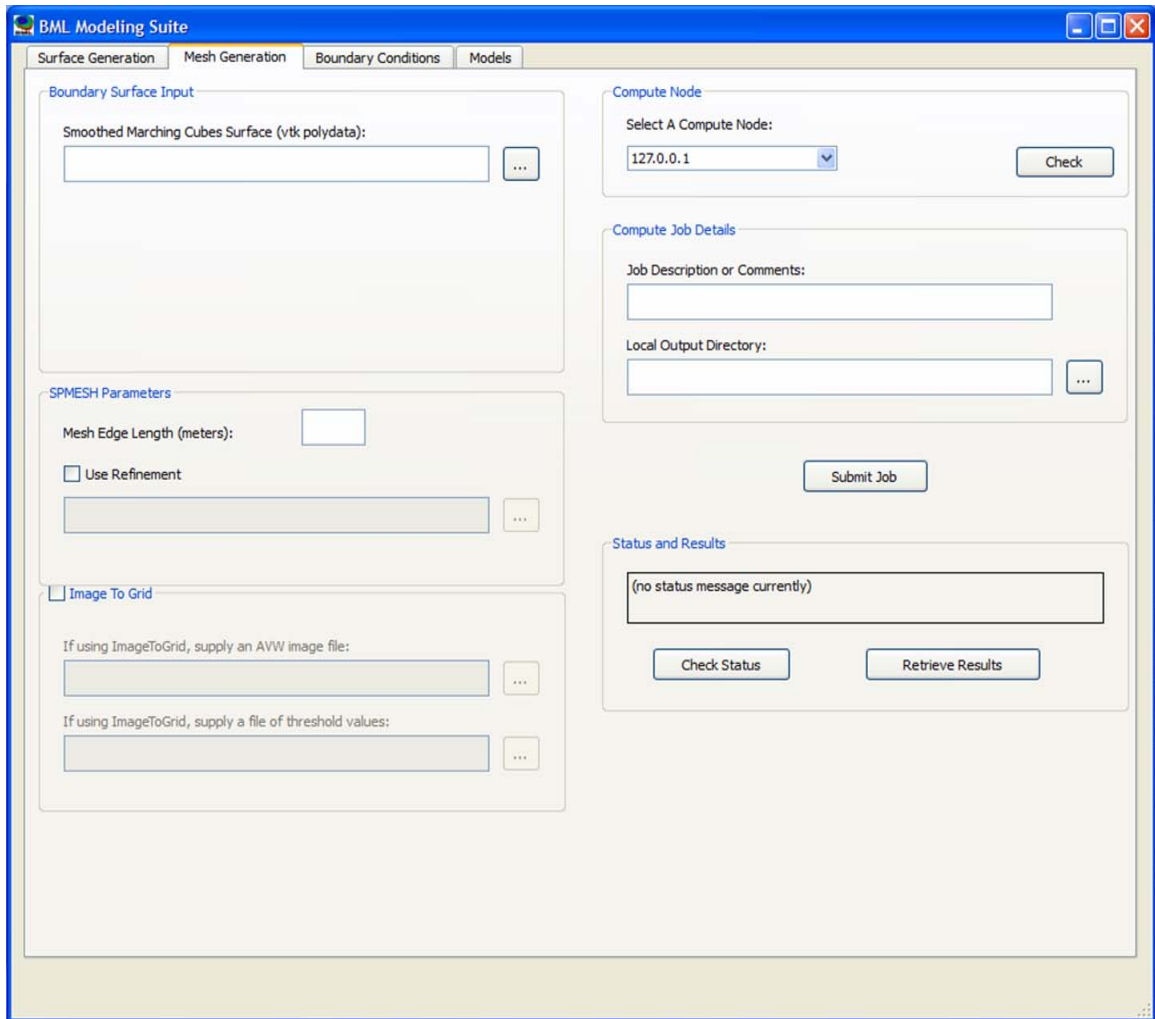 BML Modeling Suite
Surface Generation
Mesh Generation
Boundary Conditions
Models
Boundary Surface Input
Smoothed Marching Cubes Surface (vtk polydata):
...
SPMESH Parameters
Mesh Edge Length (meters):
Use Refinement
...
Image To Grid
If using ImageToGrid, supply an AVW image file:
...
If using ImageToGrid, supply a file of threshold values:
...
Compute Node
Select A Compute Node:
127.0.0.1
Check
Compute Job Details
Job Description or Comments:
Local Output Directory:
...
Submit Job
Status and Results
(no status message currently)
Check Status
Retrieve Results